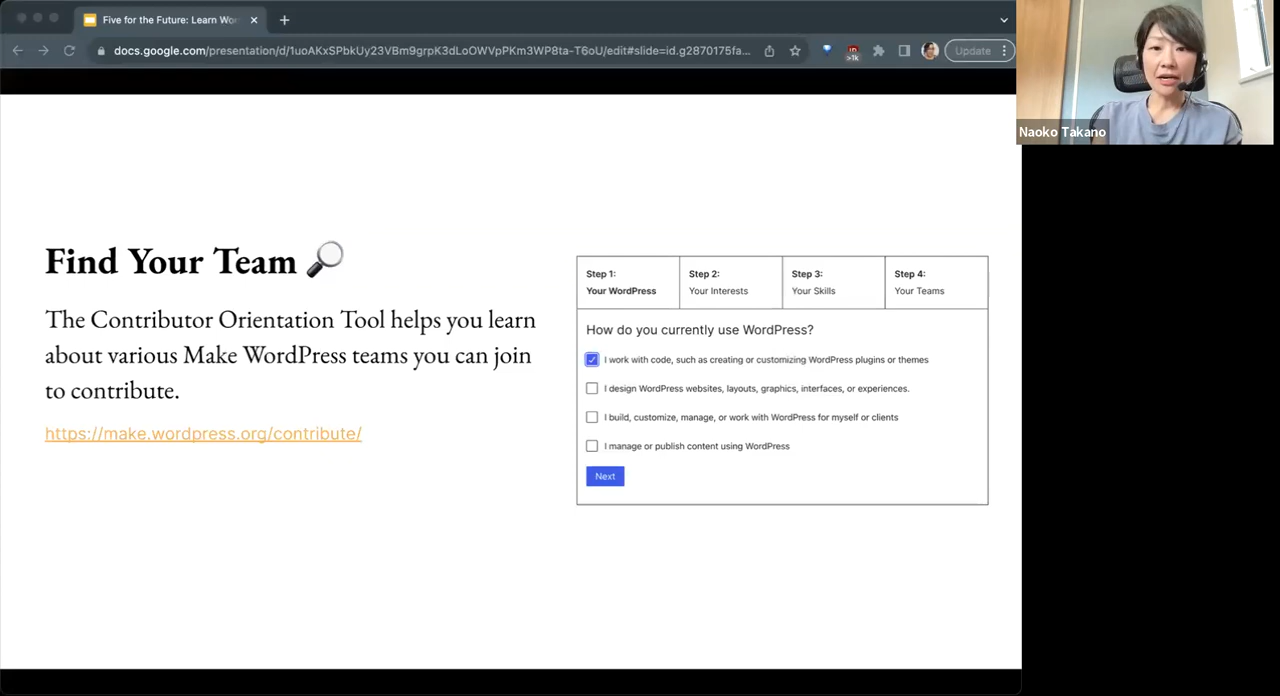 Five for the Future: Learn Wor
docs.google.com/presentation/d/1uoAKxSPbkUy23VBm9grpK3dLoOWVpPKm3WP8ta-T6oU/edit#slide=id.g2870175fa...
>1k
Update
Naoko Takano
Find Your Team
The Contributor Orientation Tool helps you learn
about various Make WordPress teams you can join
to contribute.
https://make.wordpress.org/contribute/
Step 1:
Your WordPress
Step 2:
Your Interests
Step 3:
Your Skills
Step 4:
Your Teams
How do you currently use WordPress?
I work with code, such as creating or customizing WordPress plugins or themes
I design WordPress websites, layouts, graphics, interfaces, or experiences.
I build, customize, manage, or work with WordPress for myself or clients
I manage or publish content using WordPress
Next